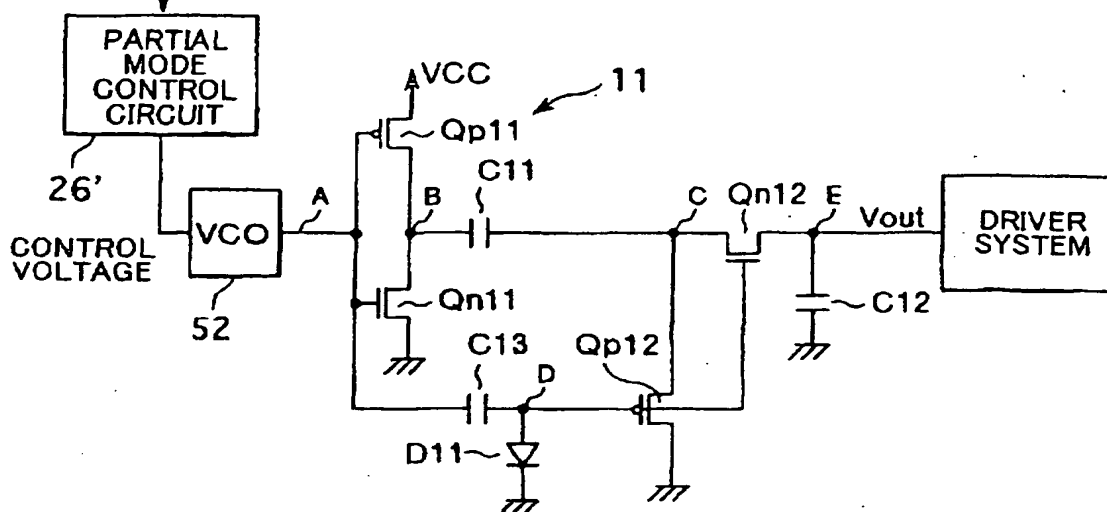 PARTIAL
MODE
CONTROL
CIRCUIT
26'
VCC
11
Qp11
C11
A
B
C
Qn12
E
Vout
DRIVER
SYSTEM
VCO
CONTROL
VOLTAGE
52
Qn11
C12
C13
Qp12
D
D11